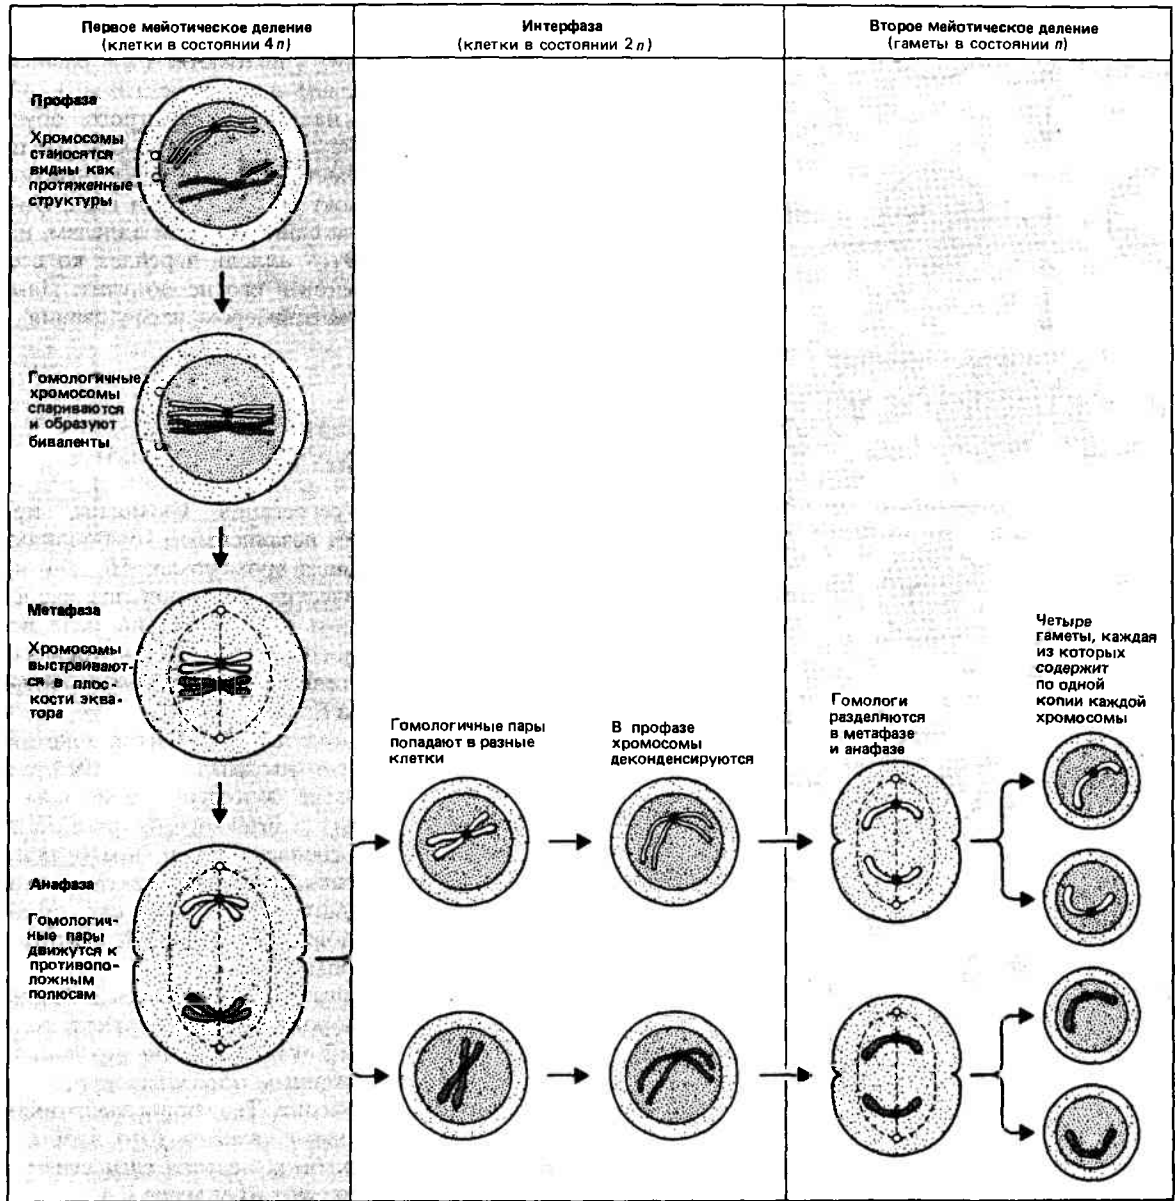 Первое мейотическое деление
(клетки в состоянии 4n)
Интерфаза
(клетки в состоянии 2n)
Второе мейотическое деление
(гаметы в состоянии n)
Профаза
Хромосомы
станосятся
видны как
протяженные
структуры
Гомологичные
хромосомы
спариваются
и образуют
биваленты
Метафаза
Хромосомы
выстраивают-
ся в плос-
кости эква-
тора
Анафаза
Гомологич-
ные пары
движутся к
противопо-
ложным
полюсам
Гомологичные пары
попадают в разные
клетки
В профазе
хромосомы
деконденсируются
Гомологи
разделяются
в метафазе
и анафазе
Четыре
гаметы, каждая
из которых
содержит
по одной
копии каждой
хромосомы